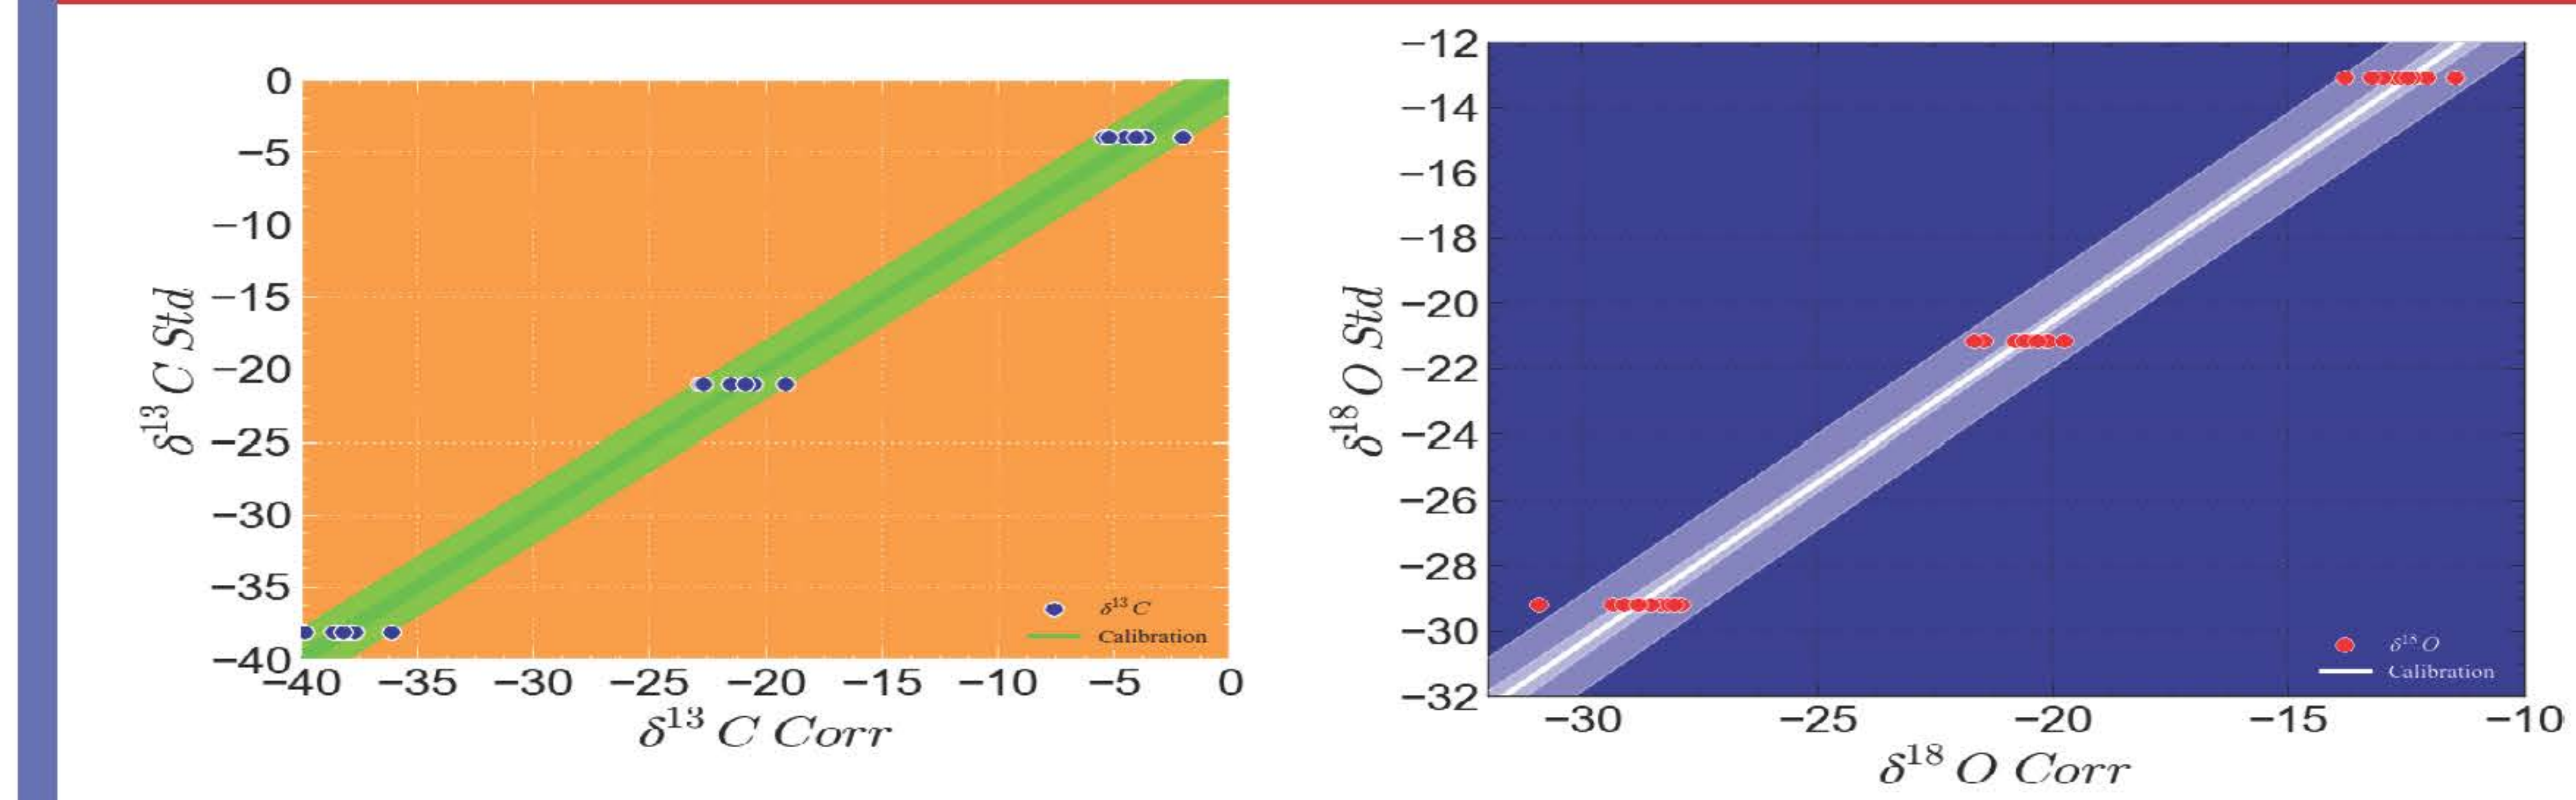 0
−5
−10
−15
−20
−25
−30
−35
−40
δ¹³ C Std
−40 −35 −30 −25 −20 −15 −10 −5 0
δ¹³ C Corr
δ¹³ C
Calibration
−12
−14
−16
−18
−20
−22
−24
−26
−28
−30
−32
δ¹⁸ O Std
−30 −25 −20 −15 −10
δ¹⁸ O Corr
δ¹⁸ O
Calibration